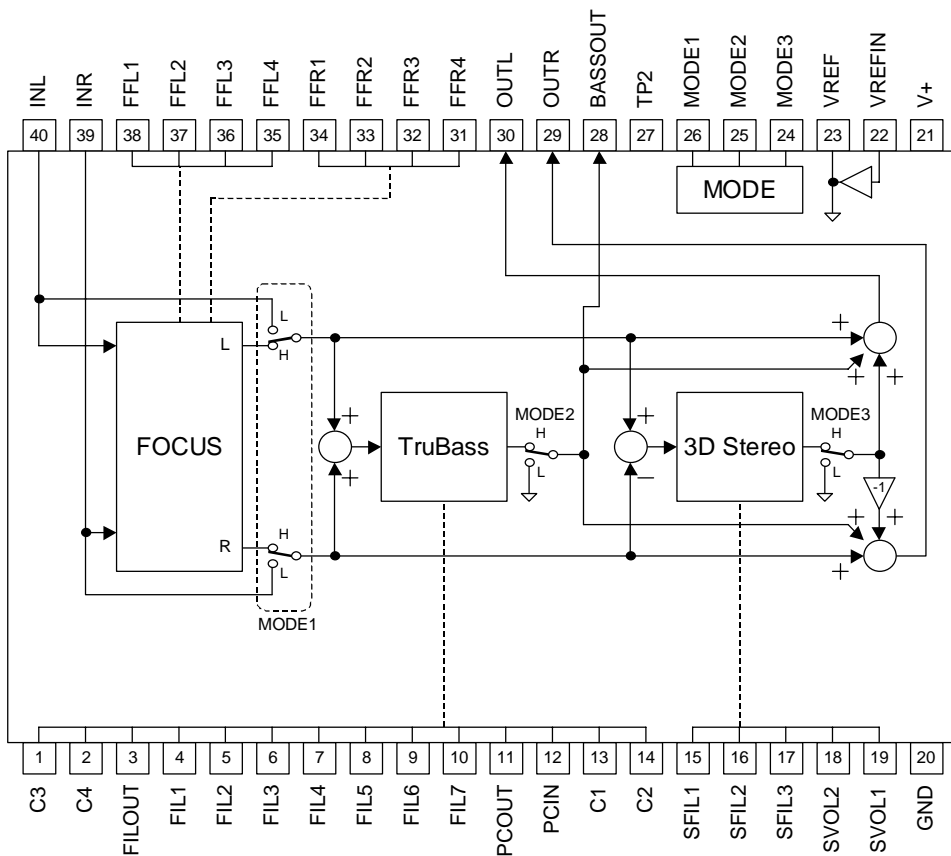 INL
INR
FFL1
FFL2
FFL3
FFL4
FFR1
FFR2
FFR3
FFR4
OUTL
OUTR
BASSOUT
TP2
MODE1
MODE2
MODE3
VREF
VREFIN
V+
40
39
38
37
36
35
34
33
32
31
30
29
28
27
26
25
24
23
22
21
MODE
L
H
L
+
+
+
+
FOCUS
+
TruBass
MODE2
H
L
+
3D Stereo
MODE3
H
L
-1
+
−
R
H
L
+
+
+
MODE1
1
2
3
4
5
6
7
8
9
10
11
12
13
14
15
16
17
18
19
20
C3
C4
FILOUT
FIL1
FIL2
FIL3
FIL4
FIL5
FIL6
FIL7
PCOUT
PCIN
C1
C2
SFIL1
SFIL2
SFIL3
SVOL2
SVOL1
GND